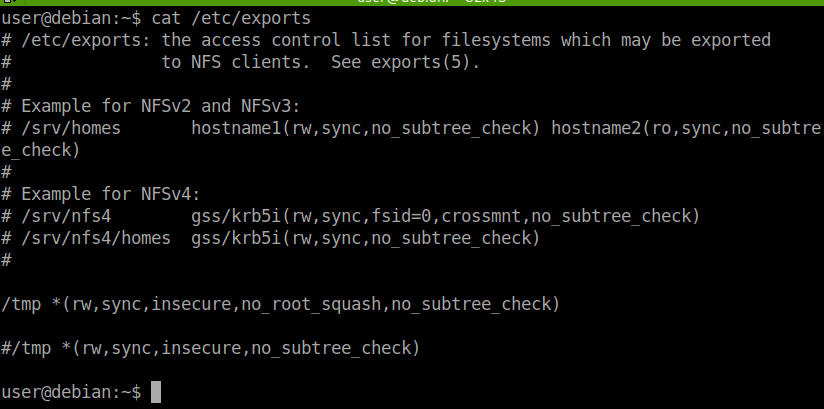 user@debian:~$ cat /etc/exports
# /etc/exports: the access control list for filesystems which may be exported
#               to NFS clients.  See exports(5).
#
# Example for NFSv2 and NFSv3:
# /srv/homes       hostname1(rw,sync,no_subtree_check) hostname2(ro,sync,no_subtre
e_check)
#
# Example for NFSv4:
# /srv/nfs4        gss/krb5i(rw,sync,fsid=0,crossmnt,no_subtree_check)
# /srv/nfs4/homes  gss/krb5i(rw,sync,no_subtree_check)
#
/tmp *(rw,sync,insecure,no_root_squash,no_subtree_check)
#/tmp *(rw,sync,insecure,no_subtree_check)
user@debian:~$